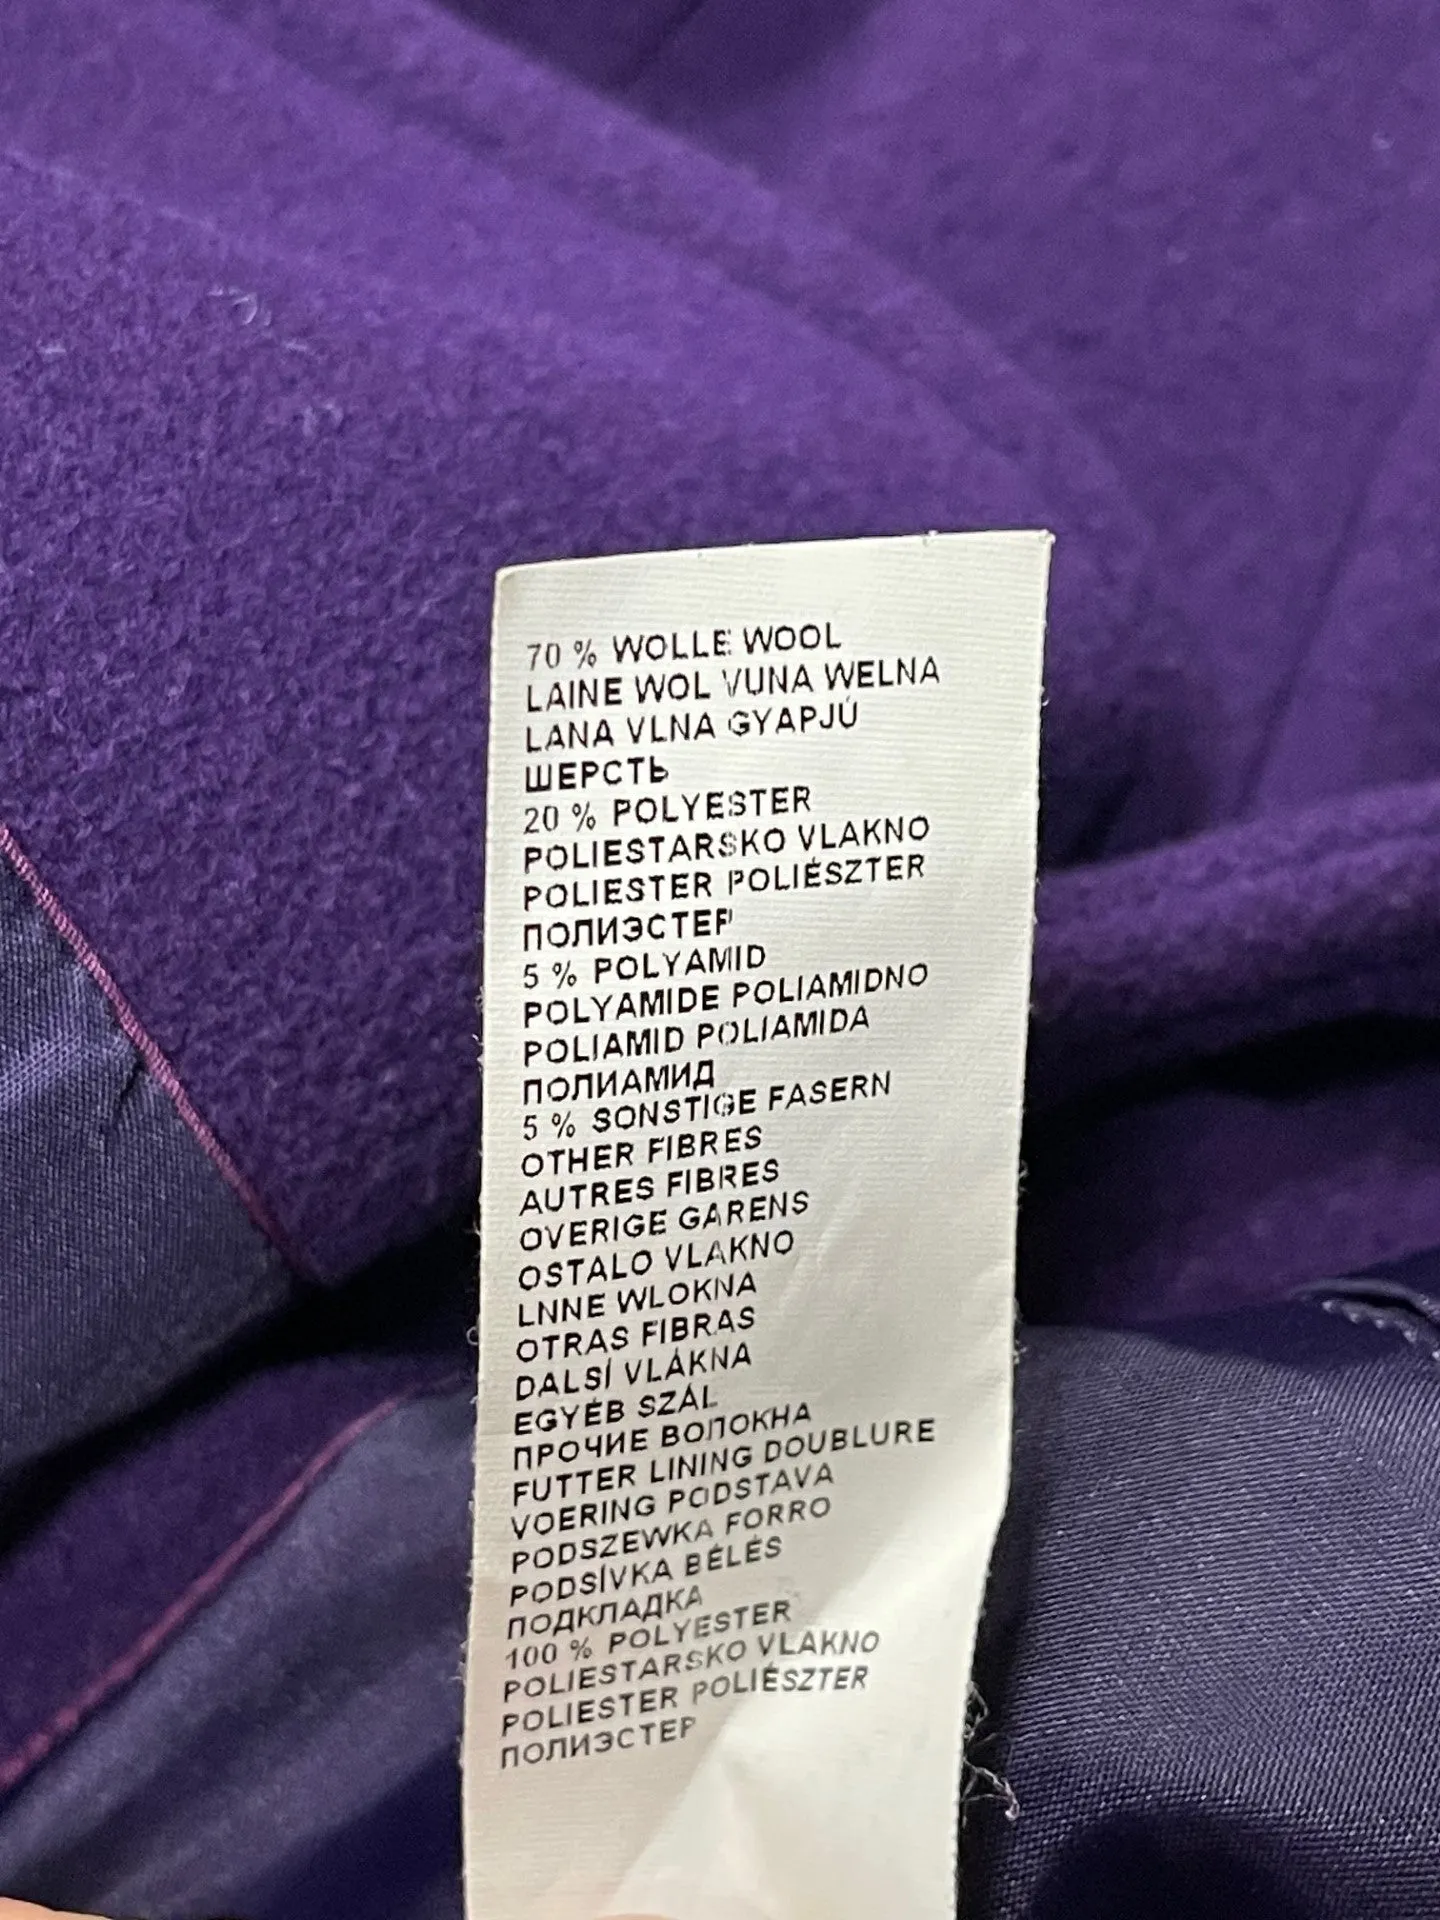 70 % WOLLE WOOL
LAINE WOL VUNA WELNA
LANA VLNA GYAPJÚ
ШЕРСТЬ
20 % POLYESTER
POLIESTARSKO VLAKNO
POLIESTER POLIÉSZTER
ПОЛИЭСТЕР
5 % POLYAMID
POLYAMIDE POLIAMIDNO
POLIAMID POLIAMIDA
ПОЛИАМИД
5 % SONSTIGE FASERN
OTHER FIBRES
AUTRES FIBRES
OVERIGE GARENS
OSTALO VLAKNO
LNNE WLOKNA
OTRAS FIBRAS
DALSÍ VLÁKNA
EGYÉB SZÁL
ПРОЧИЕ ВОЛОКНА
FUTTER LINING DOUBLURE
VOERING PODSTAVA
PODSZEWKA FORRO
PODSÍVKA BÉLÉS
ПОДКЛАДКА
100 % POLYESTER
POLIESTARSKO VLAKNO
POLIESTER POLIÉSZTER
ПОЛИЭСТЕР